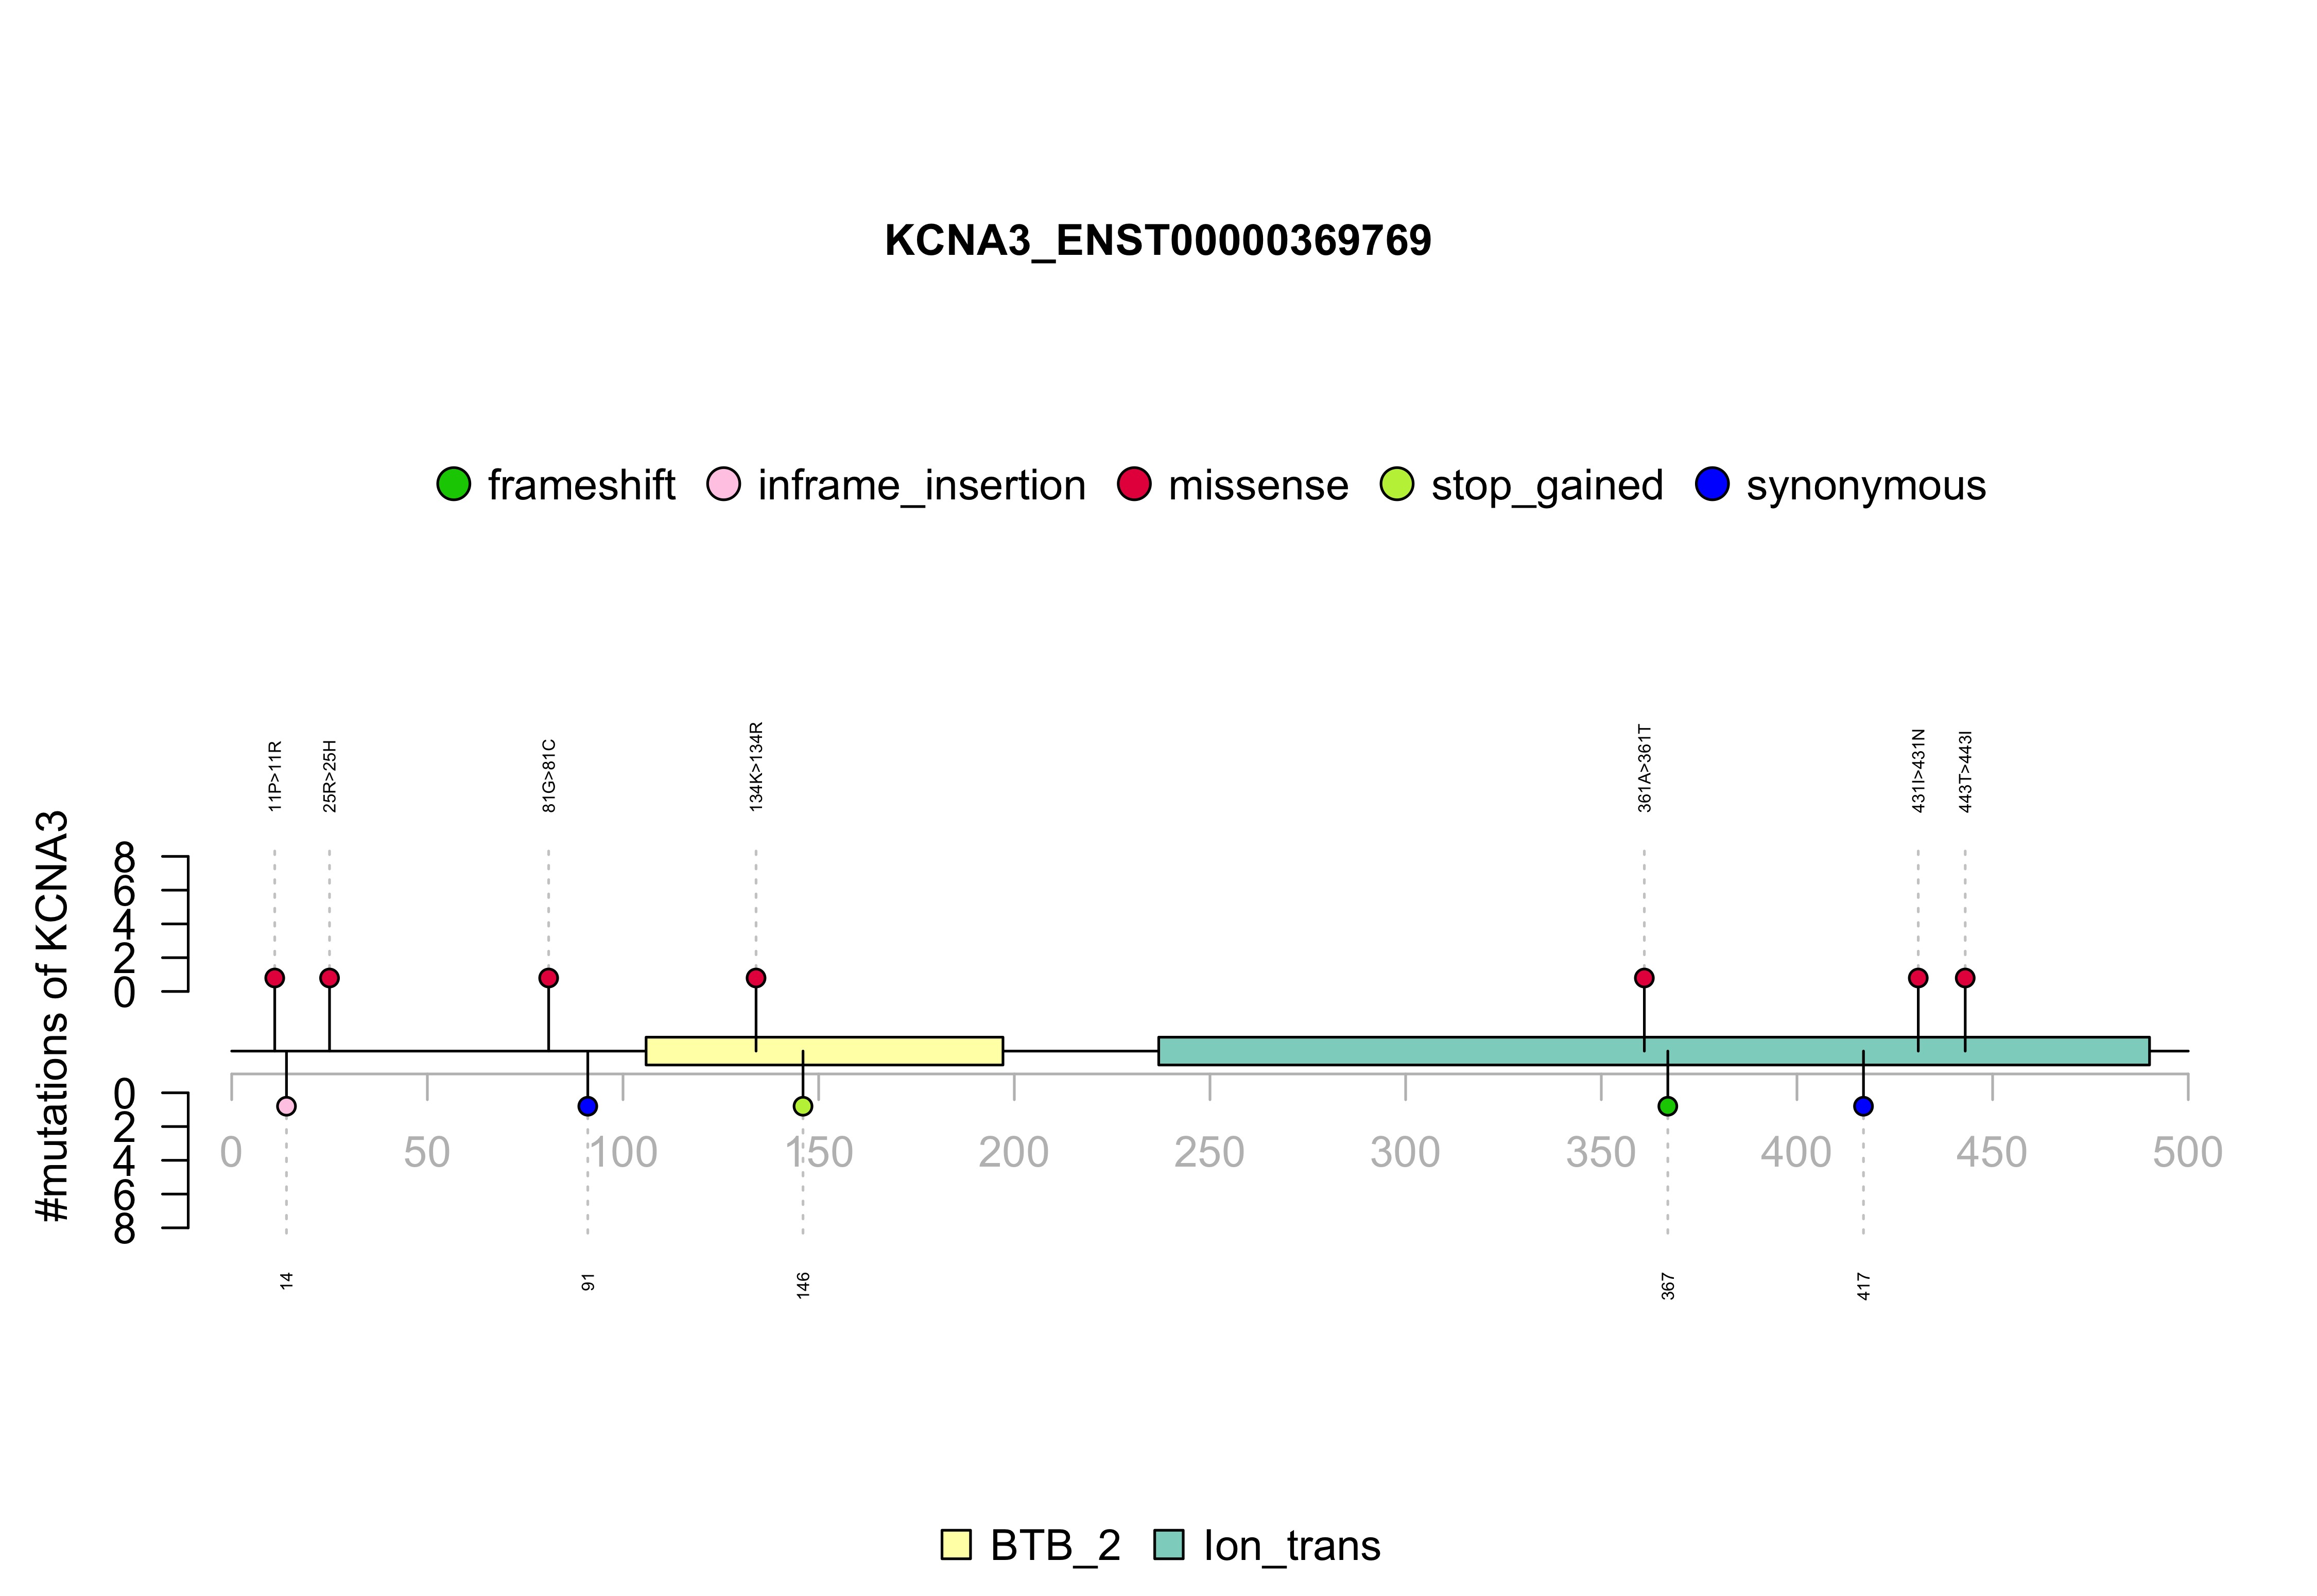 KCNA3_ENST00000369769
frameshift inframe_insertion missense stop_gained synonymous
11P>11R 25R>25H 81G>81C 134K>134R 361A>361T 431I>431N 443T>443I
#mutations of KCNA3
8
6
4
2
0
0
2
4
6
8
0 50 100 150 200 250 300 350 400 450 500
14 91 146 367 417
BTB_2 Ion_trans